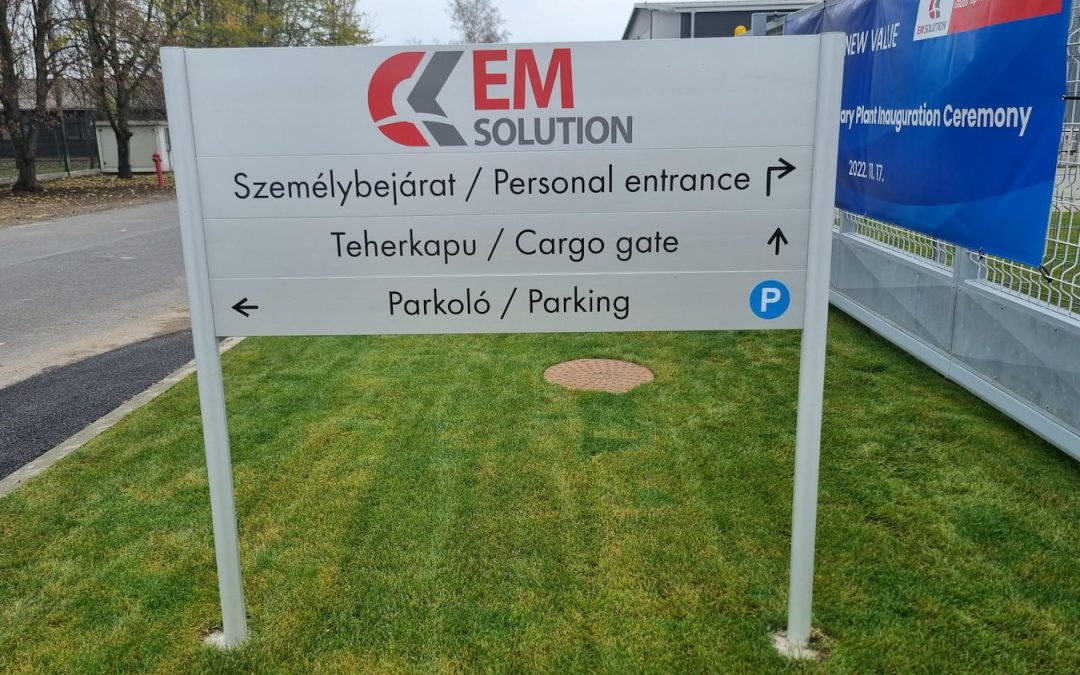 EM
SOLUTION
Személybejárat / Personal entrance
Teherkapu / Cargo gate
Parkoló / Parking
P
EM SOLUTION
NEW VALUE
Plant Inauguration Ceremony
2022. 11. 17.